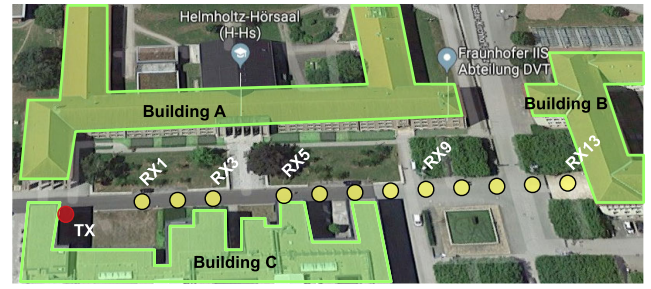 Helmholtz-Hörsaal
(H-Hs)
Fraunhofer IIS
Abteilung DVT
Building A
Building B
RX1
RX3
RX5
RX9
RX13
TX
Building C